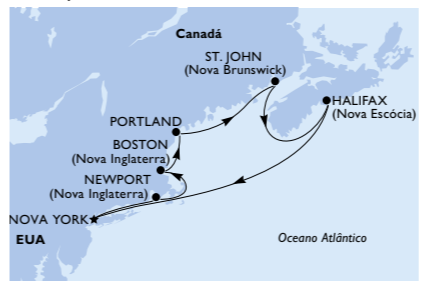 Canadá
ST. JOHN
(Nova Brunswick)
HALIFAX
(Nova Escócia)
PORTLAND
BOSTON
(Nova Inglaterra)
NEWPORT
(Nova Inglaterra)
NOVA YORK
EUA
Oceano Atlântico